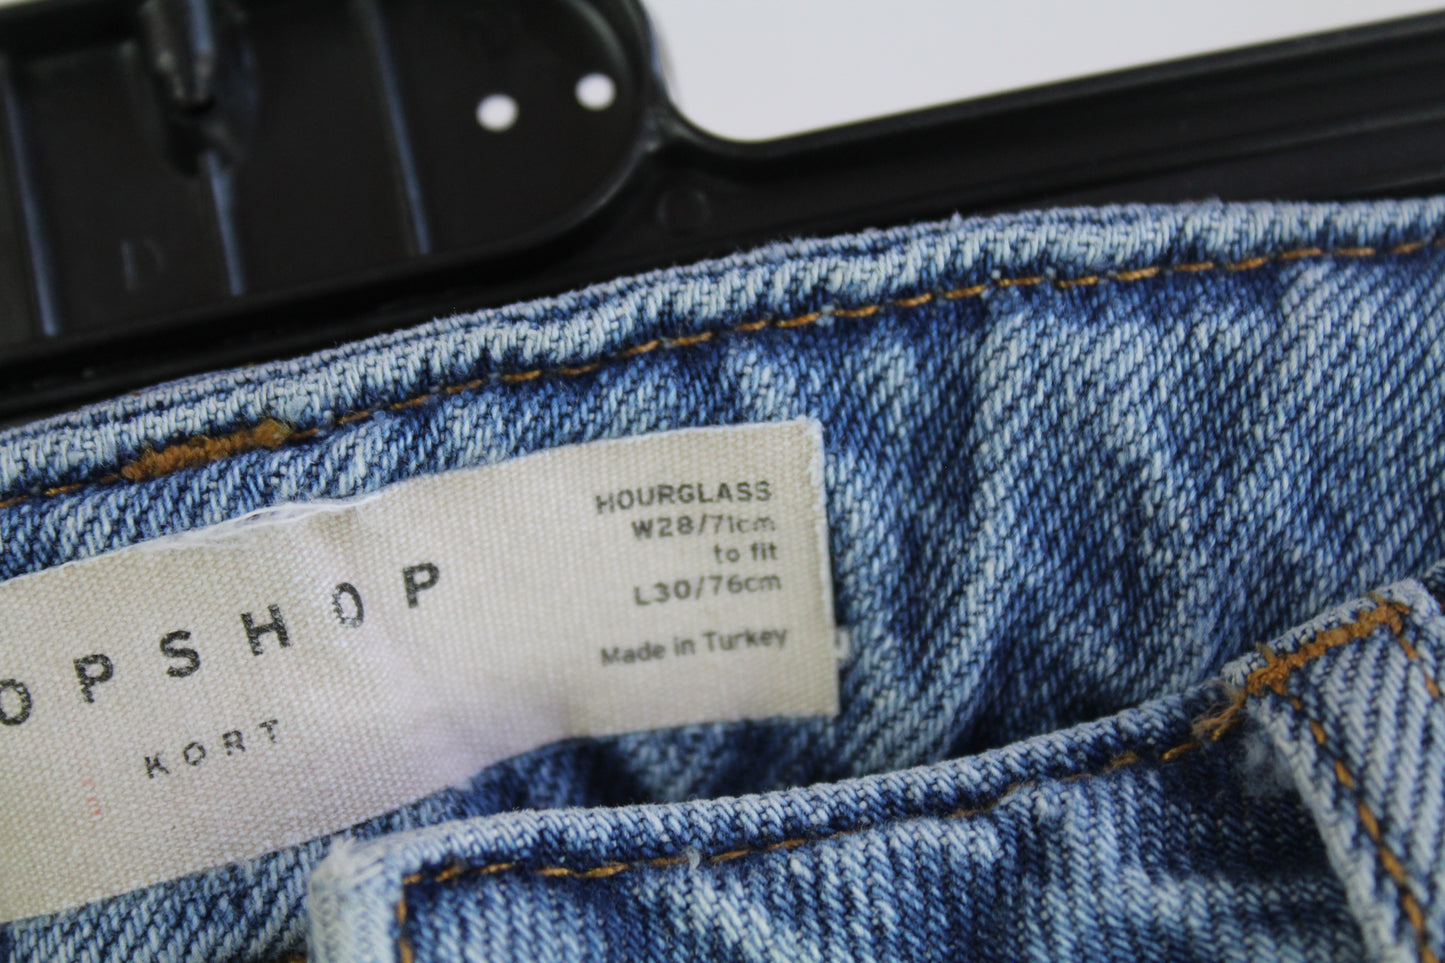 OPSHOP
KORT
HOURGLASS
W28/71cm
to fit
L30/76cm
Made in Turkey